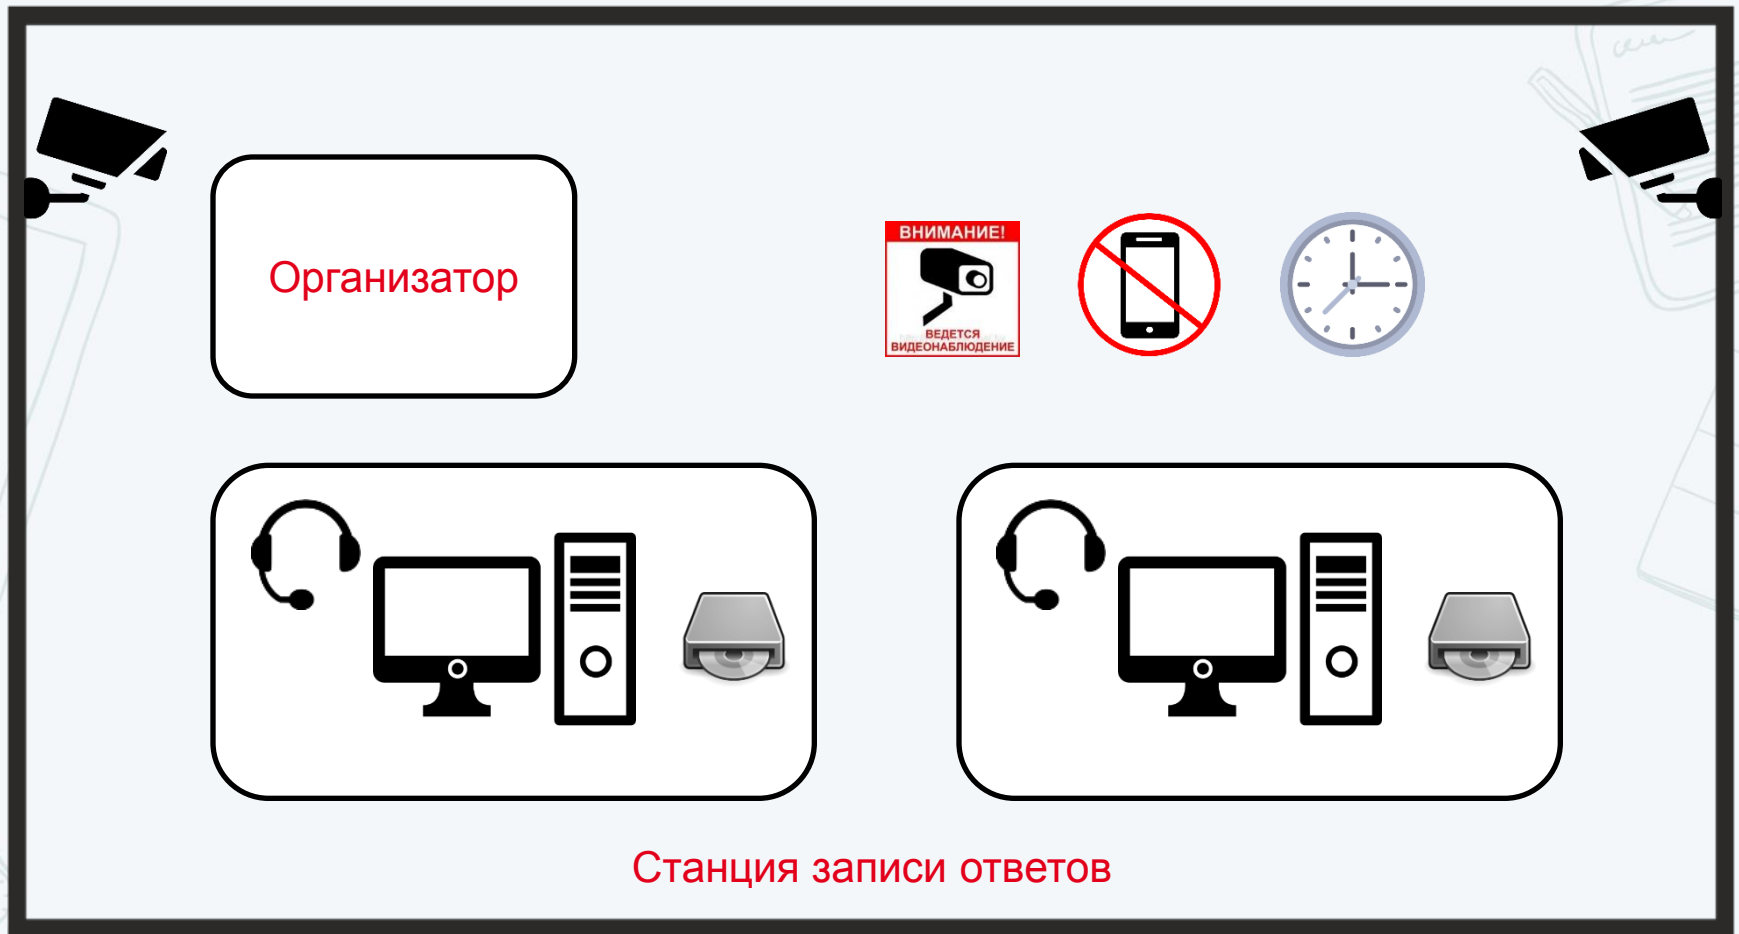 ВНИМАНИЕ!
Организатор
ВЕДЕТСЯ
ВИДЕОНАБЛЮДЕНИЕ
Станция записи ответов